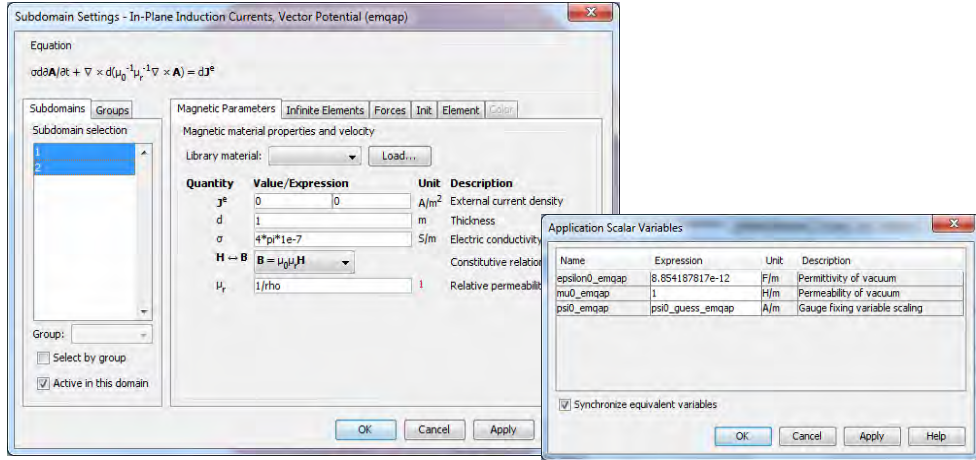 Subdomain Settings - In-Plane Induction Currents, Vector Potential (emqap)
Equation
σd∂A/∂t + ∇ × d(μ₀⁻¹μᵣ⁻¹∇ × A) = dJᵉ
Subdomains Groups
Subdomain selection
1
2
Group:
Select by group
Active in this domain
Magnetic Parameters Infinite Elements Forces Init Element Color
Magnetic material properties and velocity
Library material: Load...
Quantity Value/Expression Unit Description
Jᵉ 0 0 A/m² External current density
d 1 m Thickness
σ 4*pi*1e-7 S/m Electric conductivity
H ↔ B B = μ₀μᵣH Constitutive relation
μᵣ 1/rho 1 Relative
OK Cancel Apply
Application Scalar Variables
Name Expression Unit Description
epsilon0_emqap 8.854187817e-12 F/m Permittivity of vacuum
mu0_emqap 1 H/m Permeability of vacuum
psi0_emqap psi0_guess_emqap A/m Gauge fixing variable scaling
Synchronize equivalent variables
OK Cancel Apply Help